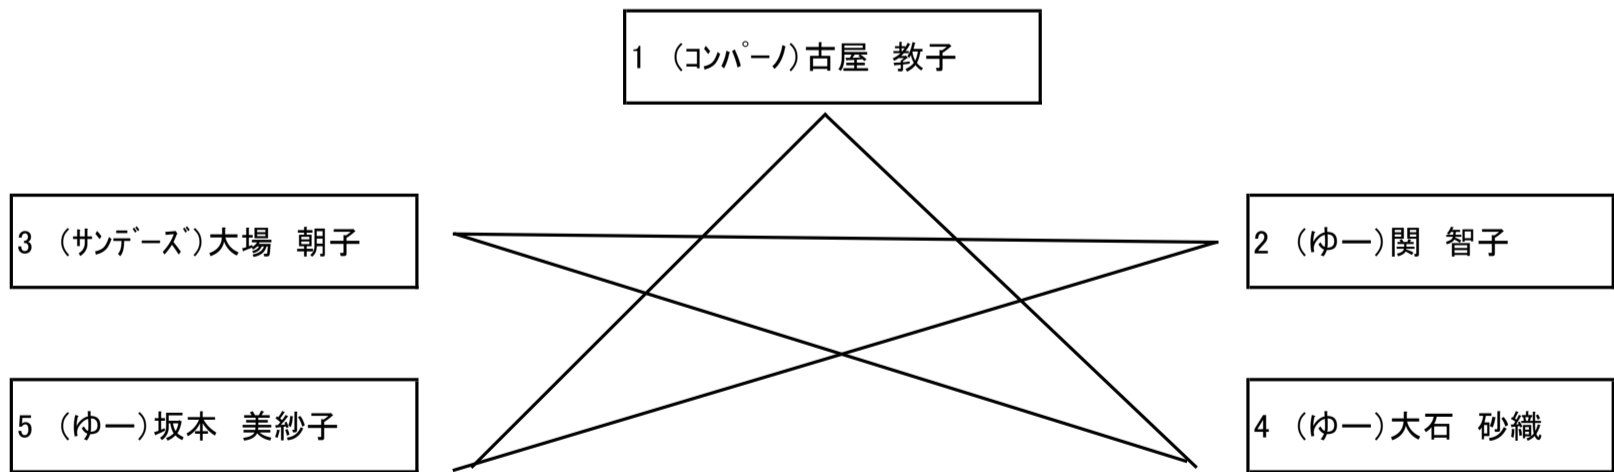 1　(ｺﾝﾊﾟｰﾉ)古屋　教子
3　(ｻﾝﾃﾞｰｽﾞ)大場　朝子
2　(ゆー)関　智子
5　(ゆー)坂本　美紗子
4　(ゆー)大石　砂織